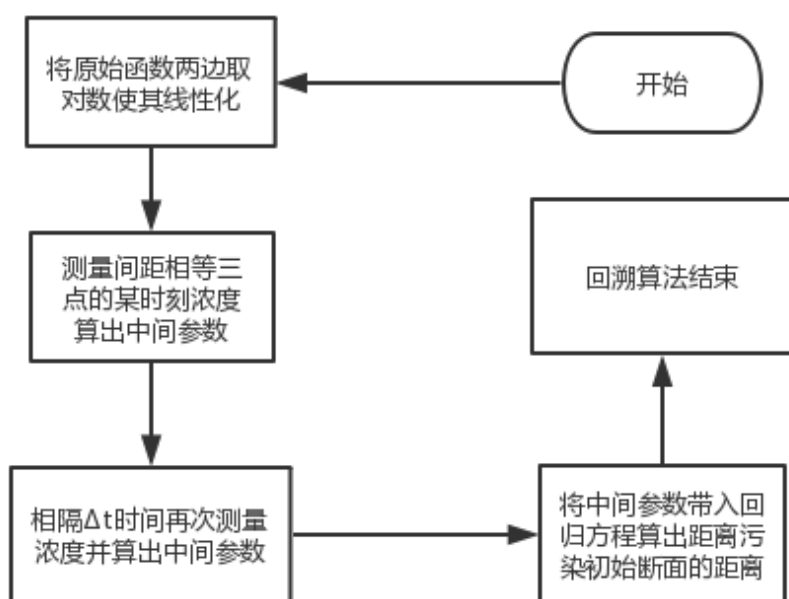 开始
将原始函数两边取
对数使其线性化
测量间距相等三
点的某时刻浓度
算出中间参数
相隔Δt时间再次测量
浓度并算出中间参数
将中间参数带入回
归方程算出距离污
染初始断面的距离
回溯算法结束